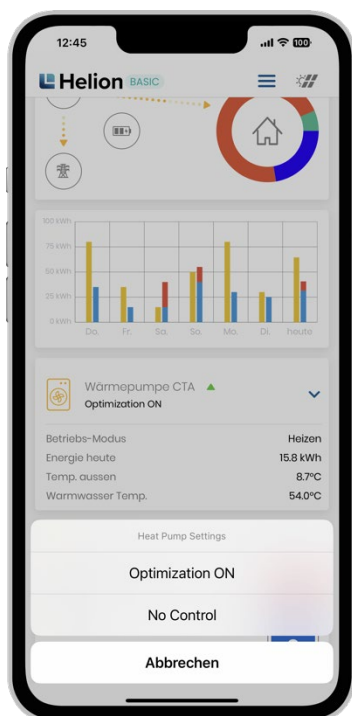 12:45
100
Helion BASIC
100 kWh
75 kWh
50 kWh
25 kWh
0 kWh
Do. Fr. Sa. So. Mo. Di. heute
Wärmepumpe CTA
Optimization ON
Betriebs-Modus Heizen
Energie heute 15.8 kWh
Temp. aussen 8.7°C
Warmwasser Temp. 54.0°C
Heat Pump Settings
Optimization ON
No Control
Abbrechen